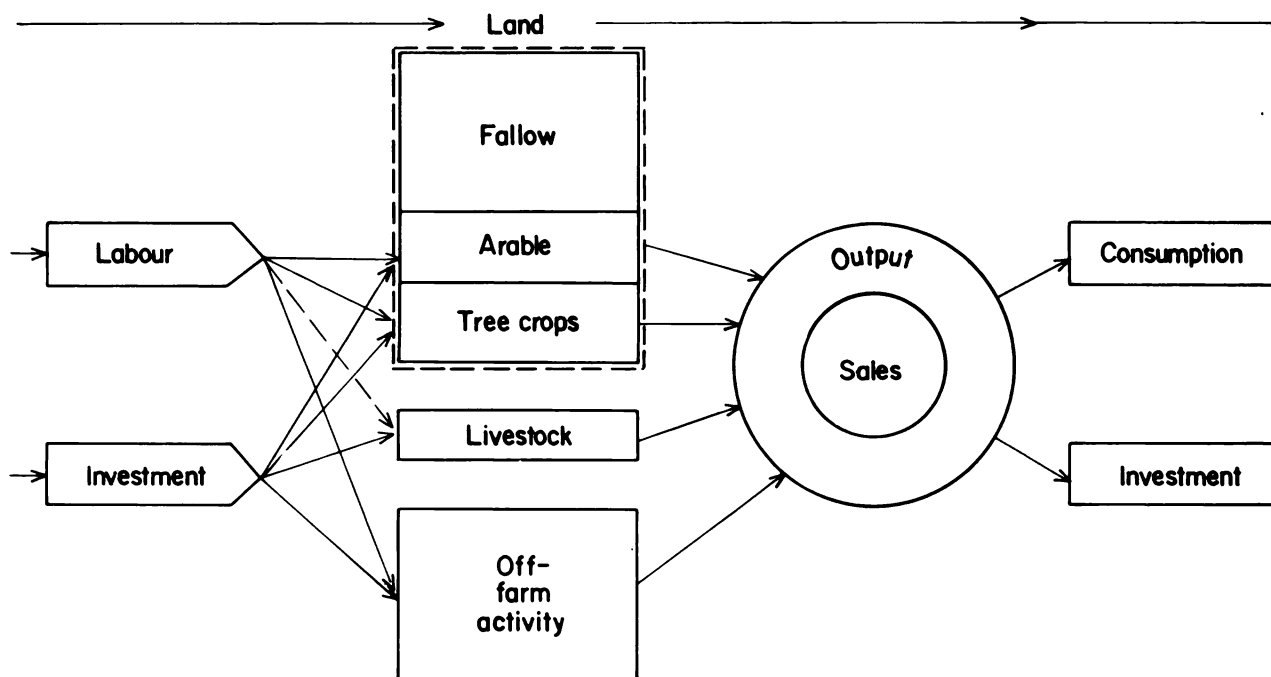 Land
Fallow
Labour
Arable
Output
Consumption
Tree crops
Sales
Livestock
Investment
Investment
Off-
farm
activity